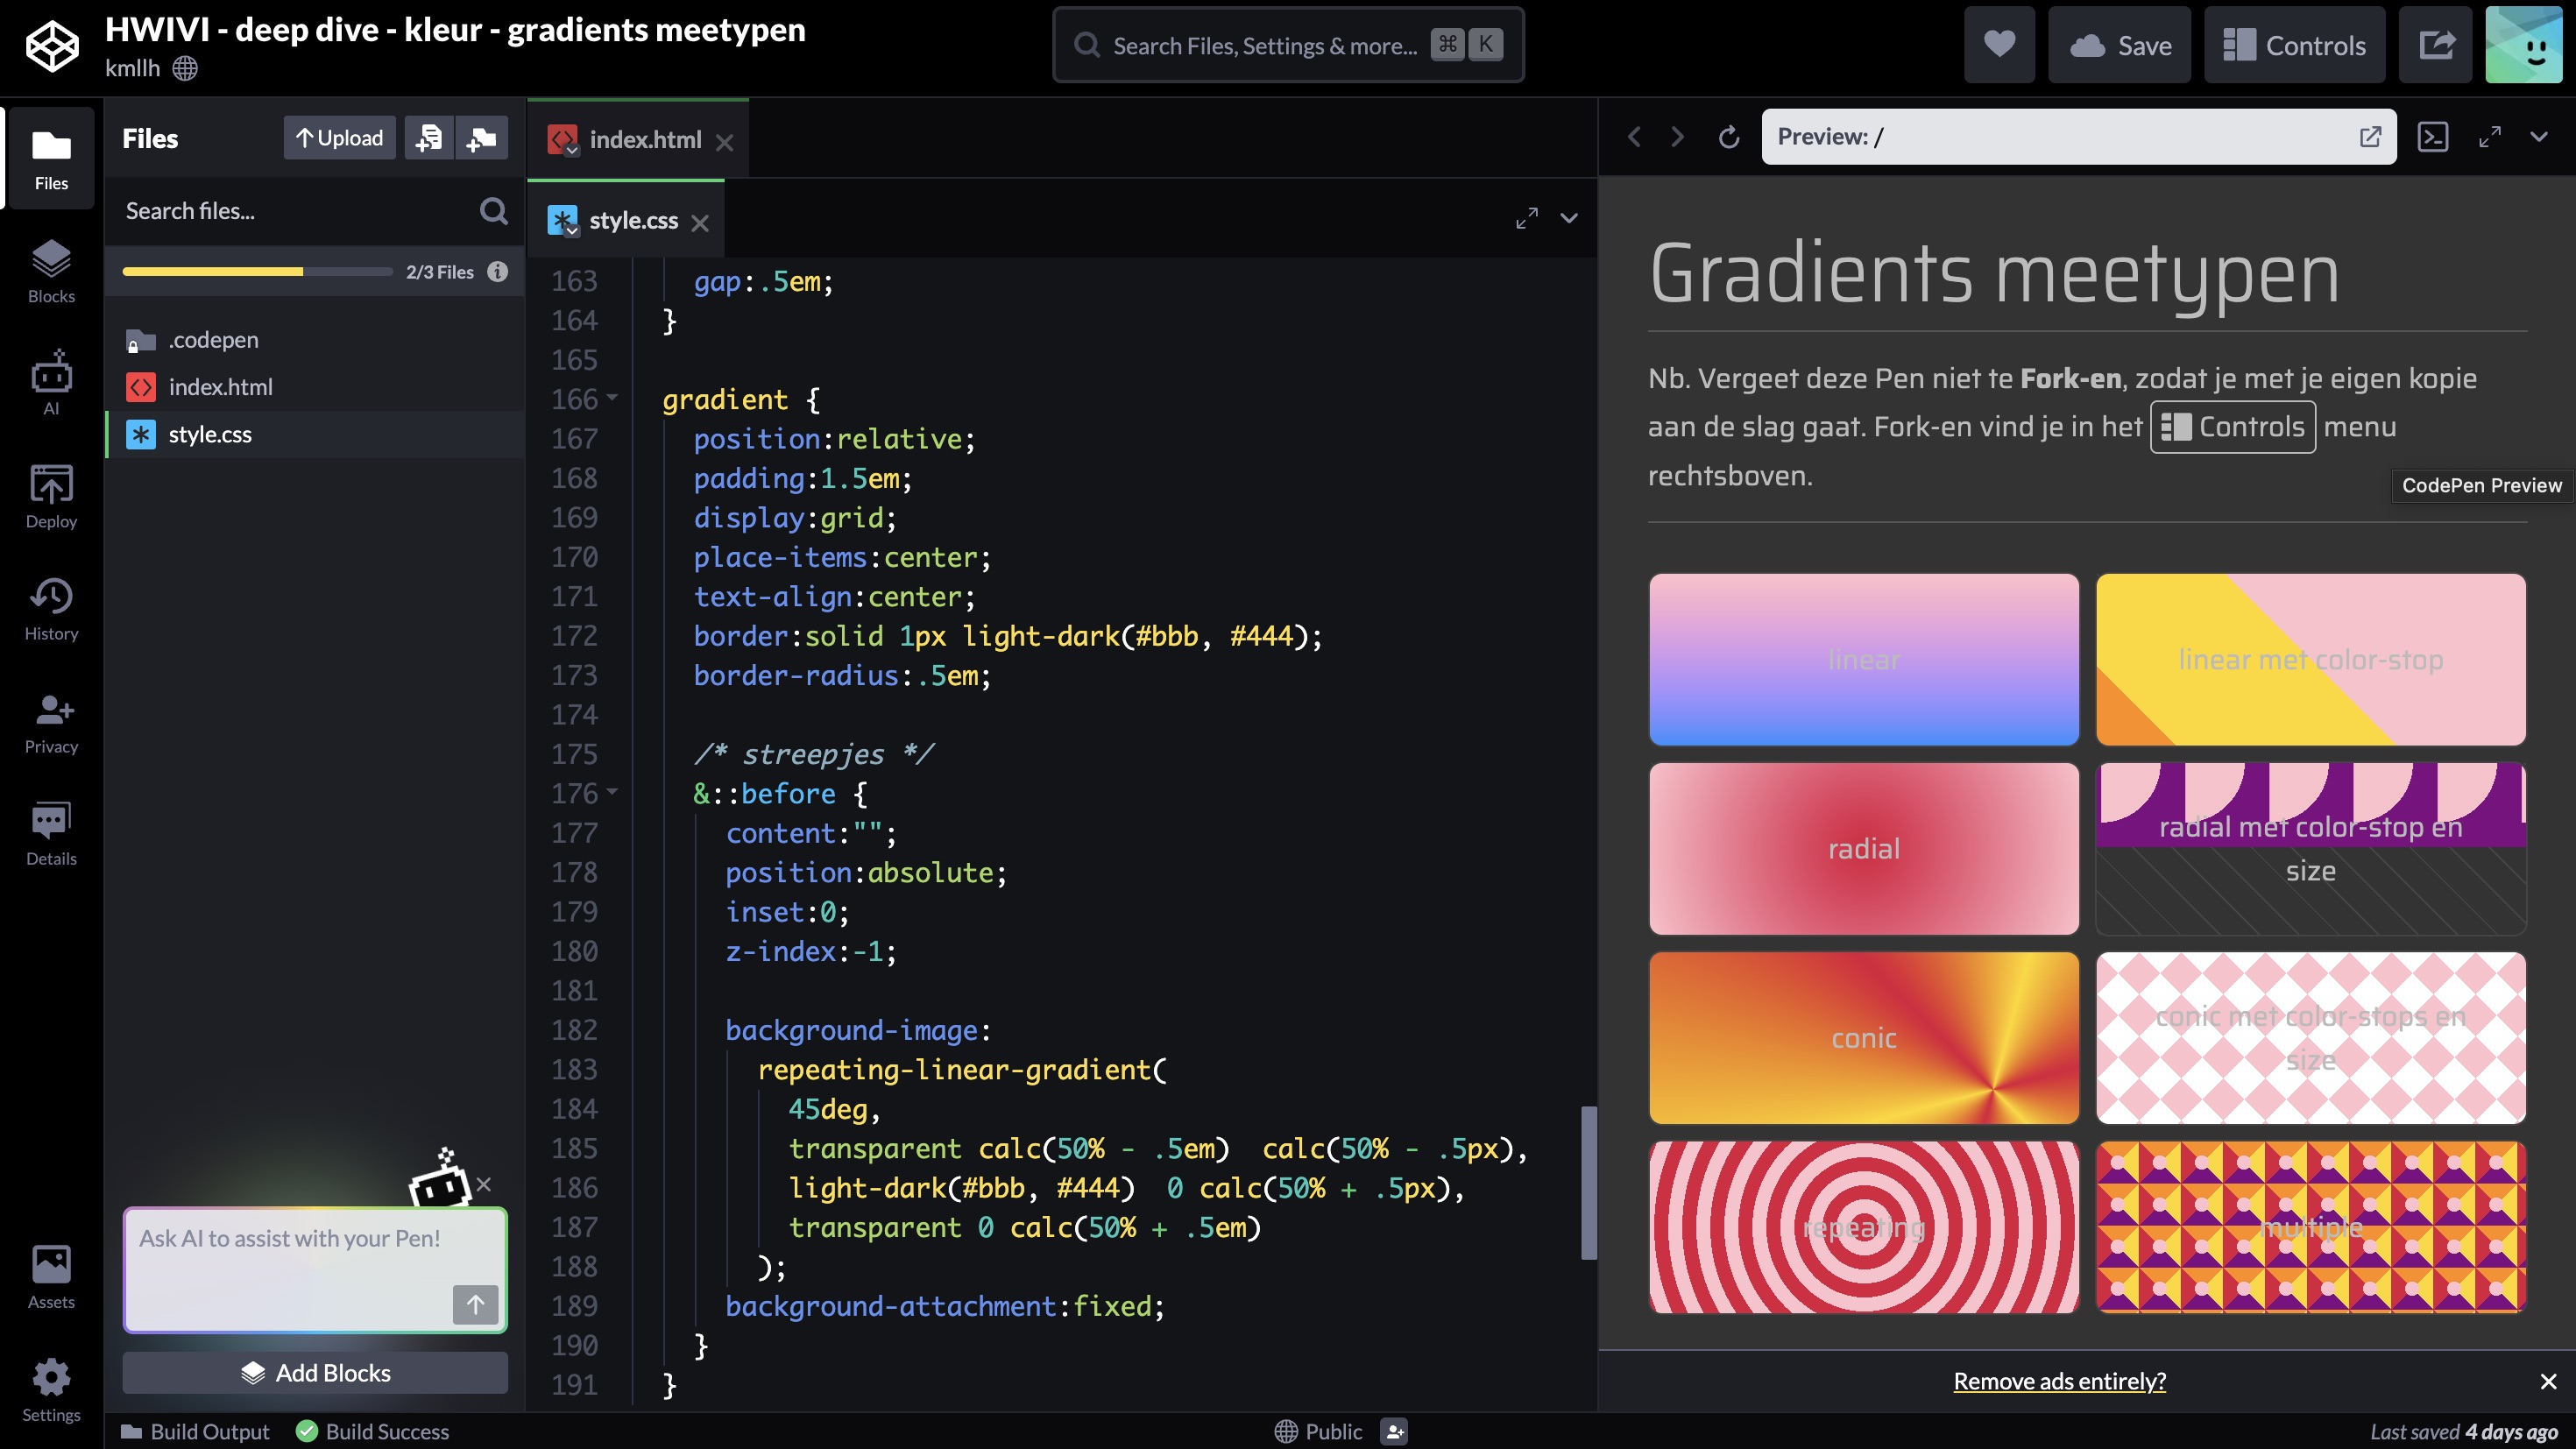 HWIVI - deep dive - kleur - gradients meetypen
kmllh
Search Files, Settings & more... ⌘ K
Save
Controls
Files
Blocks
AI
Deploy
History
Privacy
Details
Assets
Settings
Files
Upload
Search files...
2/3 Files
.codepen
index.html
style.css
Ask AI to assist with your Pen!
Add Blocks
index.html
style.css
163 gap:.5em;
164 }
165
166 gradient {
167 position:relative;
168 padding:1.5em;
169 display:grid;
170 place-items:center;
171 text-align:center;
172 border:solid 1px light-dark(#bbb, #444);
173 border-radius:.5em;
174
175 /* streepjes */
176 &::before {
177 content:"";
178 position:absolute;
179 inset:0;
180 z-index:-1;
181
182 background-image:
183 repeating-linear-gradient(
184 45deg,
185 transparent calc(50% - .5em)  calc(50% - .5px),
186 light-dark(#bbb, #444)  0 calc(50% + .5px),
187 transparent 0 calc(50% + .5em)
188 );
189 background-attachment:fixed;
190 }
191 }
Preview: /
Gradients meetypen
Nb. Vergeet deze Pen niet te Fork-en, zodat je met je eigen kopie
aan de slag gaat. Fork-en vind je in het Controls menu
rechtsboven.
CodePen Preview
linear
linear met color-stop
radial
radial met color-stop en
size
conic
conic met color-stops en
size
repeating
multiple
Remove ads entirely?
Build Output
Build Success
Public
Last saved 4 days ago